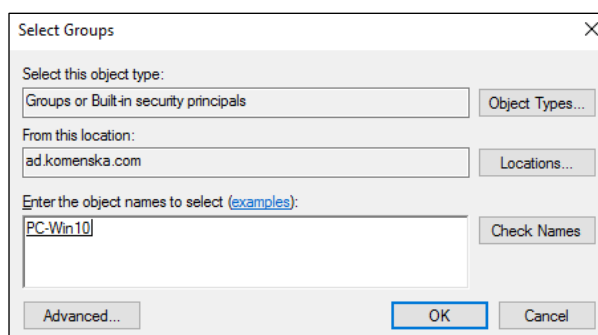 Select Groups
Select this object type:
Groups or Built-in security principals
Object Types...
From this location:
ad.komenska.com
Locations...
Enter the object names to select (examples):
PC-Win10
Check Names
Advanced...
OK
Cancel